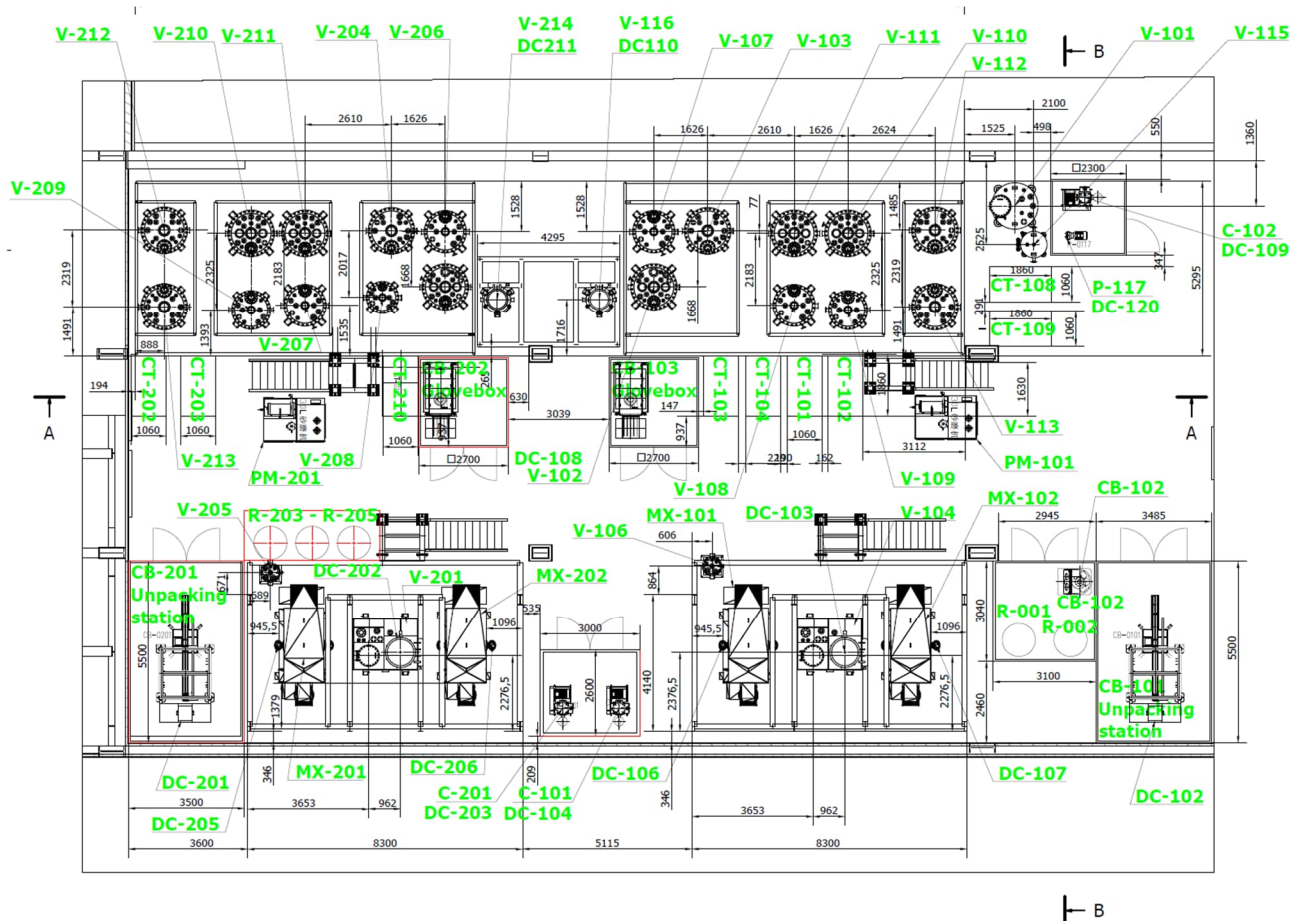 V-212
V-210
V-211
V-204
V-206
V-214
DC211
V-116
DC110
V-107
V-103
V-111
V-110
V-112
V-101
V-115
B
2610
1626
1626
2610
1626
2624
2100
1525
498
550
1360
□2300
V-209
1528
1528
77
1485
4295
2319
2325
2183
2017
1668
2183
2325
2319
2625
347
5295
C-102
DC-109
1668
1860
CT-108
1060
291
1860
CT-109
1060
P-117
DC-120
1491
1393
1535
1716
1491
888
V-207
194
CT-202
CT-203
CT-210
CB-202
Glovebox
265
630
3039
CB-103
Glovebox
147
CT-103
CT-104
CT-101
CT-102
1860
1630
A
A
1060
1060
1060
937
937
1060
3112
V-213
PM-201
V-208
□2700
DC-108
V-102
□2700
162
V-108
V-109
V-113
PM-101
V-205
R-203 - R-205
V-106
606
MX-101
DC-103
V-104
MX-102
CB-102
2945
3485
CB-201
Unpacking
station
CB-0201
671
689
DC-202
V-201
MX-202
535
864
3040
R-001
CB-102
R-002
CB-0101
945,5
1096
3000
945,5
1096
5500
2600
4140
2376,5
2276,5
2276,5
1379
3100
2460
5500
CB-101
Unpacking
station
DC-201
346
MX-201
DC-206
209
DC-106
346
DC-107
DC-102
C-201
DC-203
C-101
DC-104
3500
DC-205
3653
962
3653
962
3600
8300
5115
8300
B